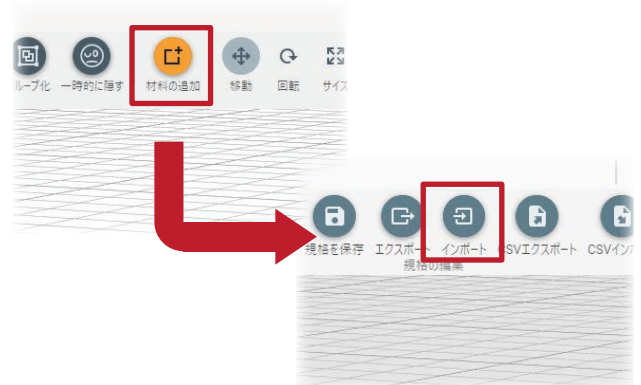 ループ化 一時的に隠す 材料の追加 移動 回転 サイズ
規格を保存 エクスポート インポート CSVエクスポート CSVイン
規格の編集